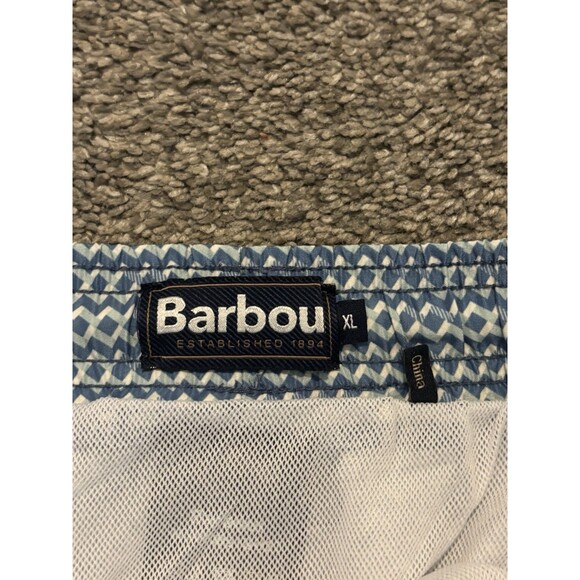 Barbou
ESTABLISHED 1894
XL
China